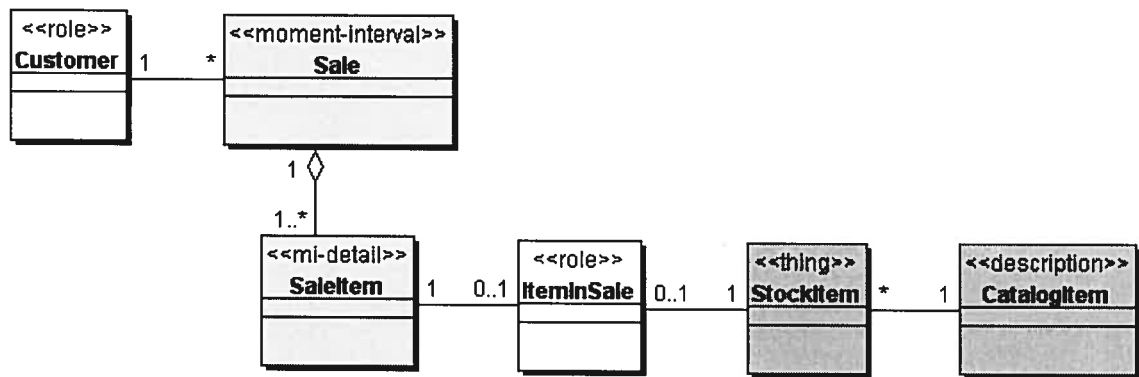 <<role>>
Customer
1
*
<<moment-interval>>
Sale
1
1..*
<<mi-detail>>
SaleItem
1
0..1
<<role>>
ItemInSale
0..1
1
<<thing>>
StockItem
*
1
<<description>>
CatalogItem